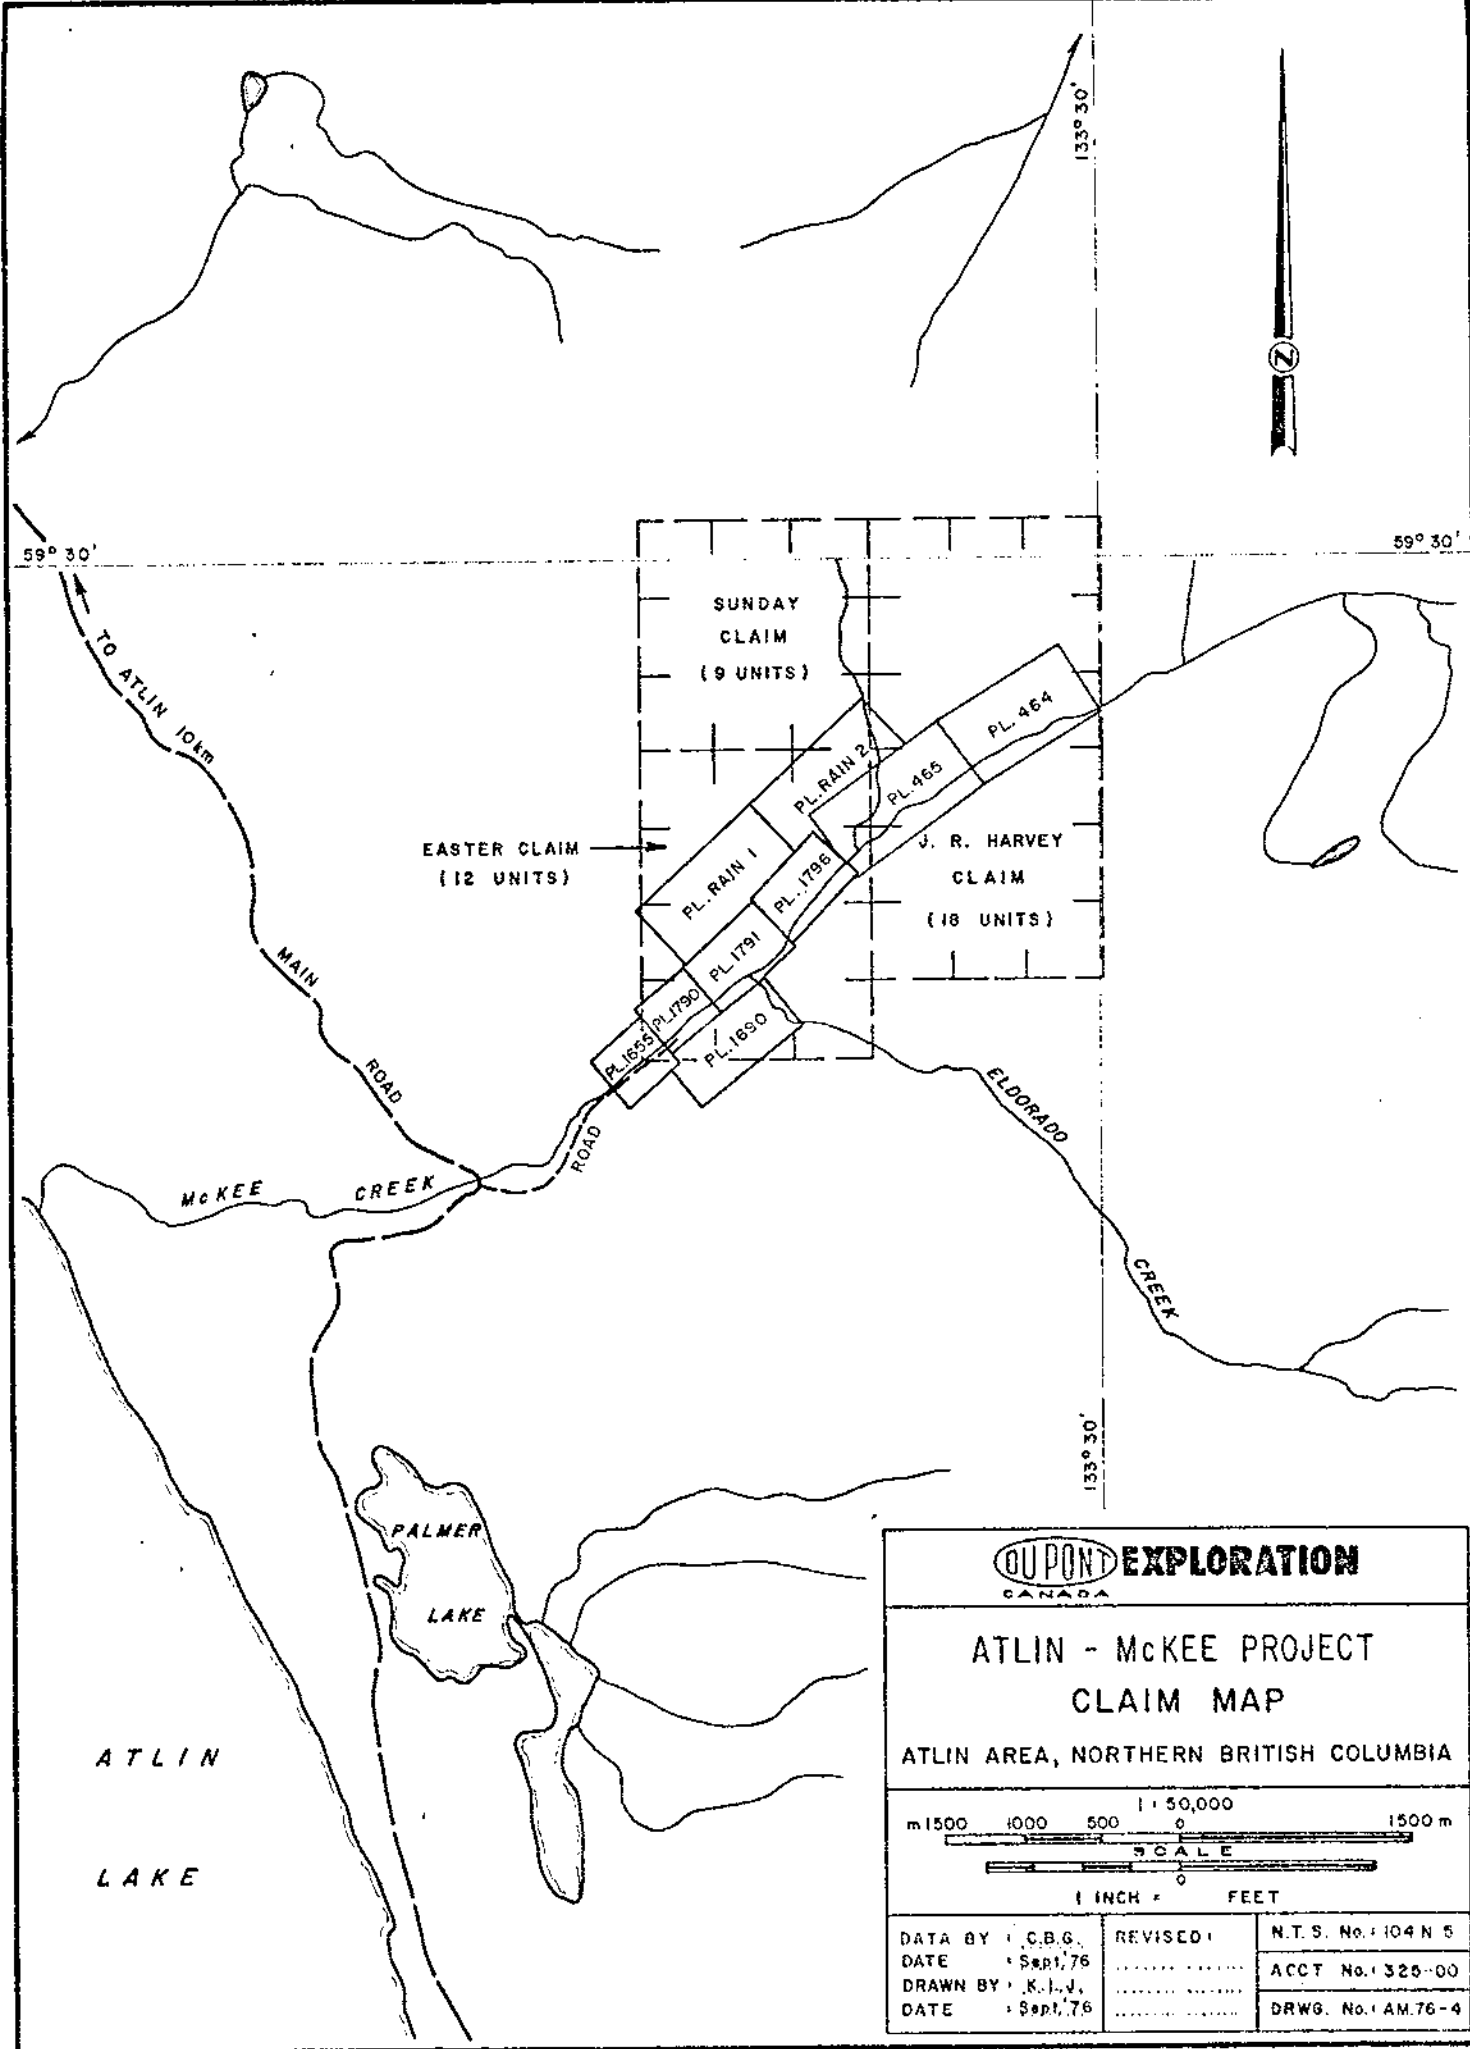 133° 30'
N
59° 30'
59° 30'
TO ATLIN 10km
SUNDAY
CLAIM
(9 UNITS)
PL. 464
PL. RAIN 2
PL. 465
EASTER CLAIM
(12 UNITS)
PL. RAIN 1
PL. 1796
J. R. HARVEY
CLAIM
(18 UNITS)
PL. 1791
PL. 1790
PL. 1655
PL. 1690
MAIN
ROAD
ELDORADO
CREEK
ROAD
McKEE CREEK
133° 30'
PALMER
LAKE
ATLIN
LAKE
DU PONT EXPLORATION
CANADA
ATLIN - McKEE PROJECT
CLAIM MAP
ATLIN AREA, NORTHERN BRITISH COLUMBIA
1:50,000
m 1500 1000 500 0 1500 m
SCALE
0
1 INCH = FEET
DATA BY : C.B.G.
DATE : Sept, '76
DRAWN BY : K.I.J.
DATE : Sept, '76
REVISED:
N.T.S. No.: 104 N 5
ACCT No.: 325-00
DRWG. No.: AM.76-4